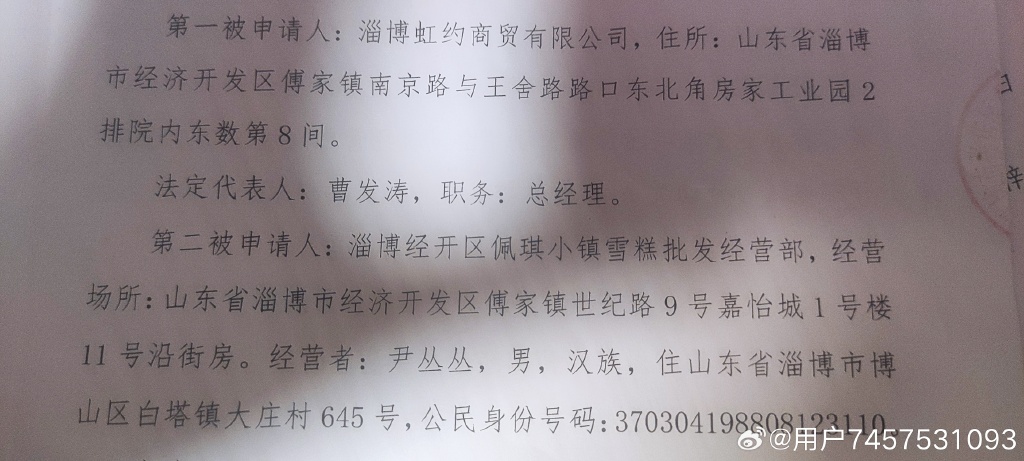 第一被申请人：淄博虹约商贸有限公司，住所：山东省淄博
市经济开发区傅家镇南京路与王舍路路口东北角房家工业园2
排院内东数第8间。
法定代表人：曹发涛，职务：总经理。
第二被申请人：淄博经开区佩琪小镇雪糕批发经营部，经营
场所：山东省淄博市经济开发区傅家镇世纪路9号嘉怡城1号楼
11号沿街房。经营者：尹丛丛，男，汉族，住山东省淄博市博
山区白塔镇大庄村645号，公民身份号码：370304198808123110。
@用户7457531093